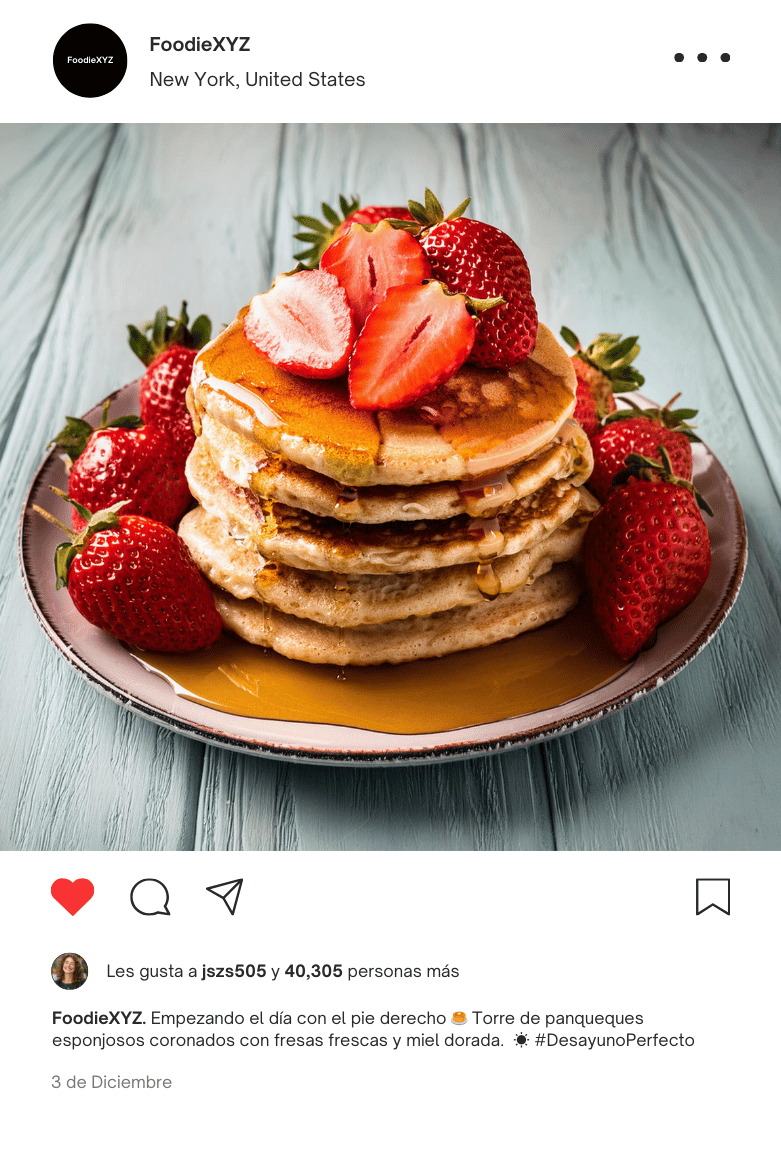 FoodieXYZ
FoodieXYZ
New York, United States
Les gusta a jszs505 y 40,305 personas más
FoodieXYZ. Empezando el día con el pie derecho 🥞 Torre de panqueques
esponjosos coronados con fresas frescas y miel dorada. ☀ #DesayunoPerfecto
3 de Diciembre